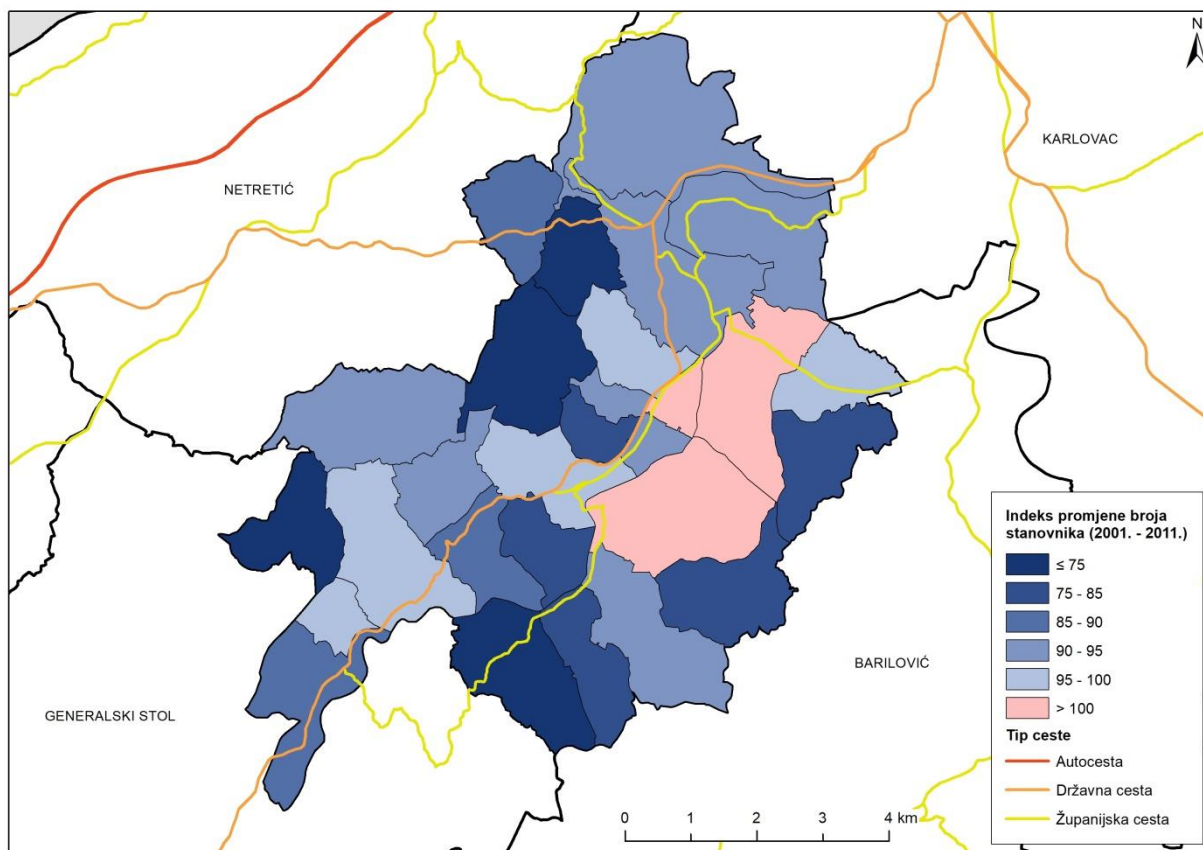 N
KARLOVAC
NETRETIĆ
GENERALSKI STOL
BARILOVIĆ
Indeks promjene broja
stanovnika (2001. - 2011.)
≤ 75
75 - 85
85 - 90
90 - 95
95 - 100
> 100
Tip ceste
Autocesta
Državna cesta
Županijska cesta
0 1 2 3 4 km